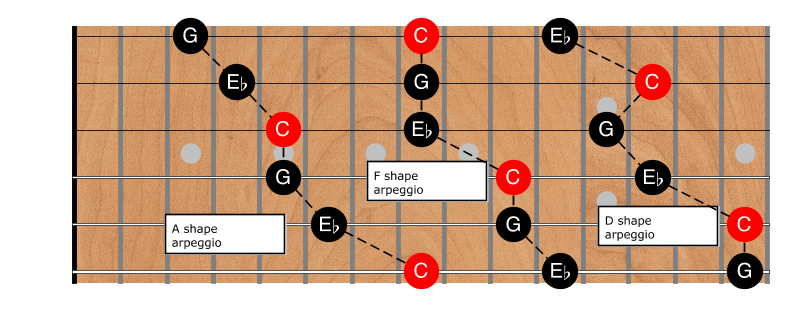 G C E♭
E♭ G C
C E♭ G
G C E♭
F shape
arpeggio
E♭ G C
A shape
arpeggio
D shape
arpeggio
C E♭ G